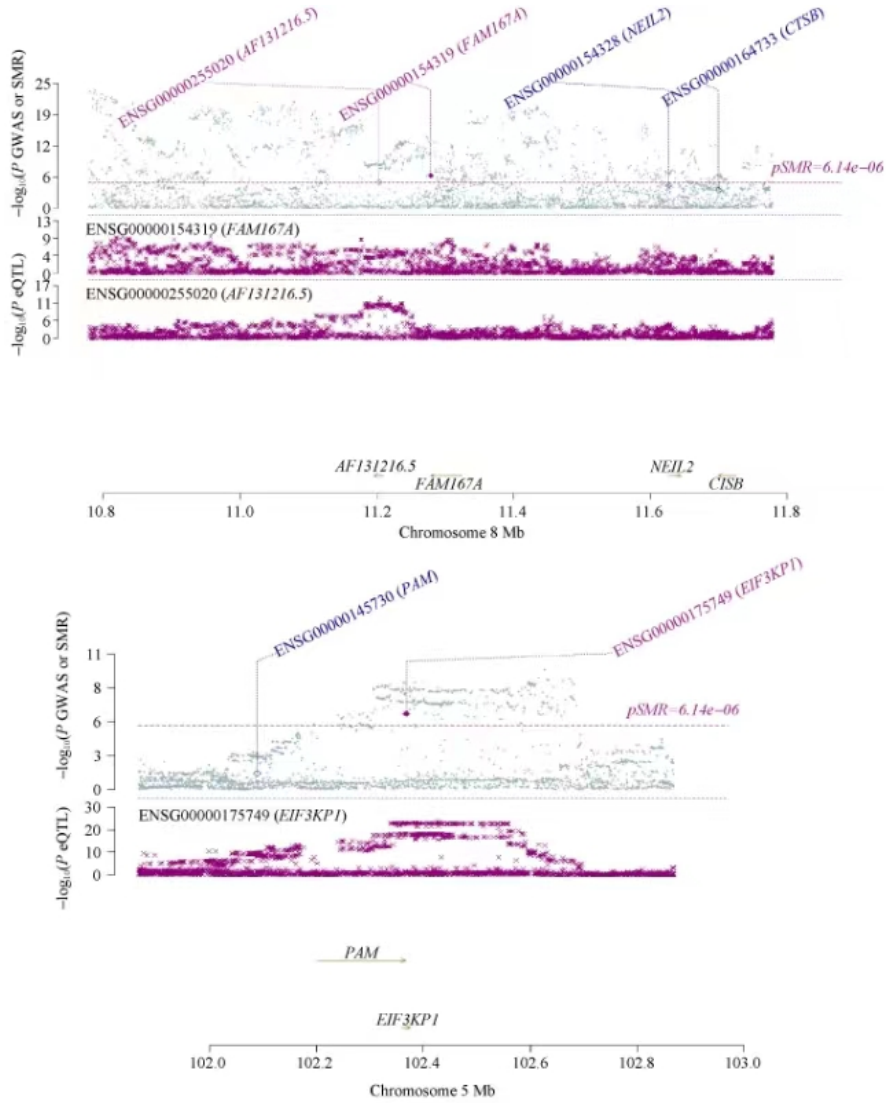 ENSG00000255020 (AF131216.5)
ENSG00000154319 (FAM167A)
ENSG00000154328 (NEIL2)
ENSG00000164733 (CTSB)
−log₁₀(P GWAS or SMR)
25
19
12
6
0
pSMR=6.14e−06
−log₁₀(P eQTL)
13
9
4
0
ENSG00000154319 (FAM167A)
17
11
6
0
ENSG00000255020 (AF131216.5)
AF131216.5
FAM167A
NEIL2
CTSB
10.8 11.0 11.2 11.4 11.6 11.8
Chromosome 8 Mb
ENSG00000145730 (PAM)
ENSG00000175749 (EIF3KP1)
−log₁₀(P GWAS or SMR)
11
8
6
3
0
pSMR=6.14e−06
−log₁₀(P eQTL)
30
20
10
0
ENSG00000175749 (EIF3KP1)
PAM
EIF3KP1
102.0 102.2 102.4 102.6 102.8 103.0
Chromosome 5 Mb